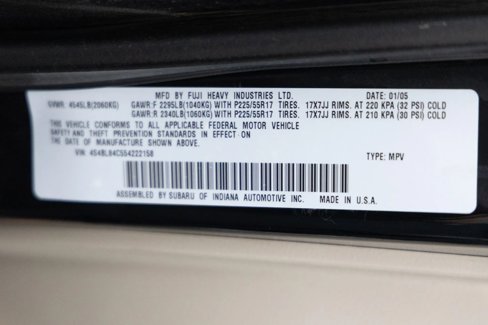 MFD BY FUJI HEAVY INDUSTRIES LTD. DATE 01/05
GVWR: 4545LB(2060KG) GAWR:F 2295LB(1040KG) WITH P225/55R17 TIRES. 17X7JJ RIMS. AT 220 KPA (32 PSI) COLD
GAWR:R 2340LB(1060KG) WITH P225/55R17 TIRES. 17X7JJ RIMS. AT 210 KPA (30 PSI) COLD
THIS VEHICLE CONFORMS TO ALL APPLICABLE FEDERAL MOTOR VEHICLE
SAFETY AND THEFT PREVENTION STANDARDS IN EFFECT ON
THE DATE OF MANUFACTURE SHOWN ABOVE.
VIN: 4S4BL84C554222158 TYPE: MPV
ASSEMBLED BY SUBARU OF INDIANA AUTOMOTIVE INC. MADE IN U.S.A.